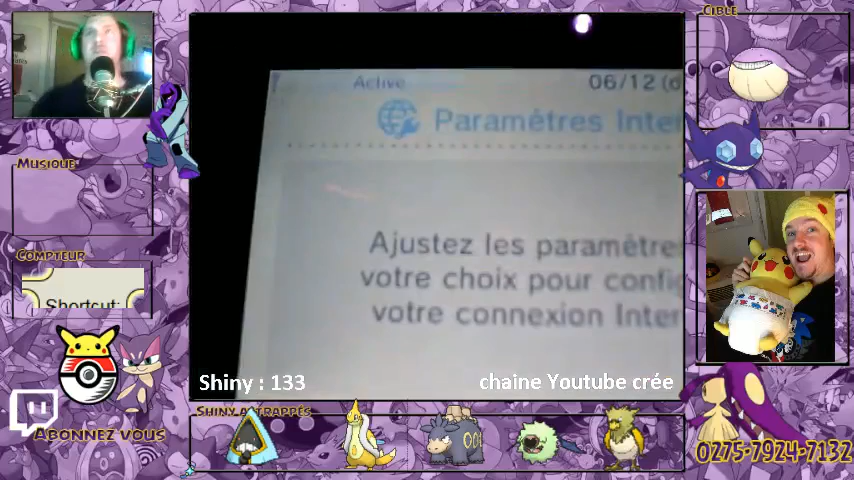 CIBLE
Active
06/12 (d
Paramètres Inter
MUSIQUE
Ajustez les paramètre
votre choix pour config
votre connexion Inter
COMPTEUR
Shortcut:
Shiny : 133
chaine Youtube crée
SHINY ATTRAPÉS
ABONNEZ VOUS
0275-7924-7132